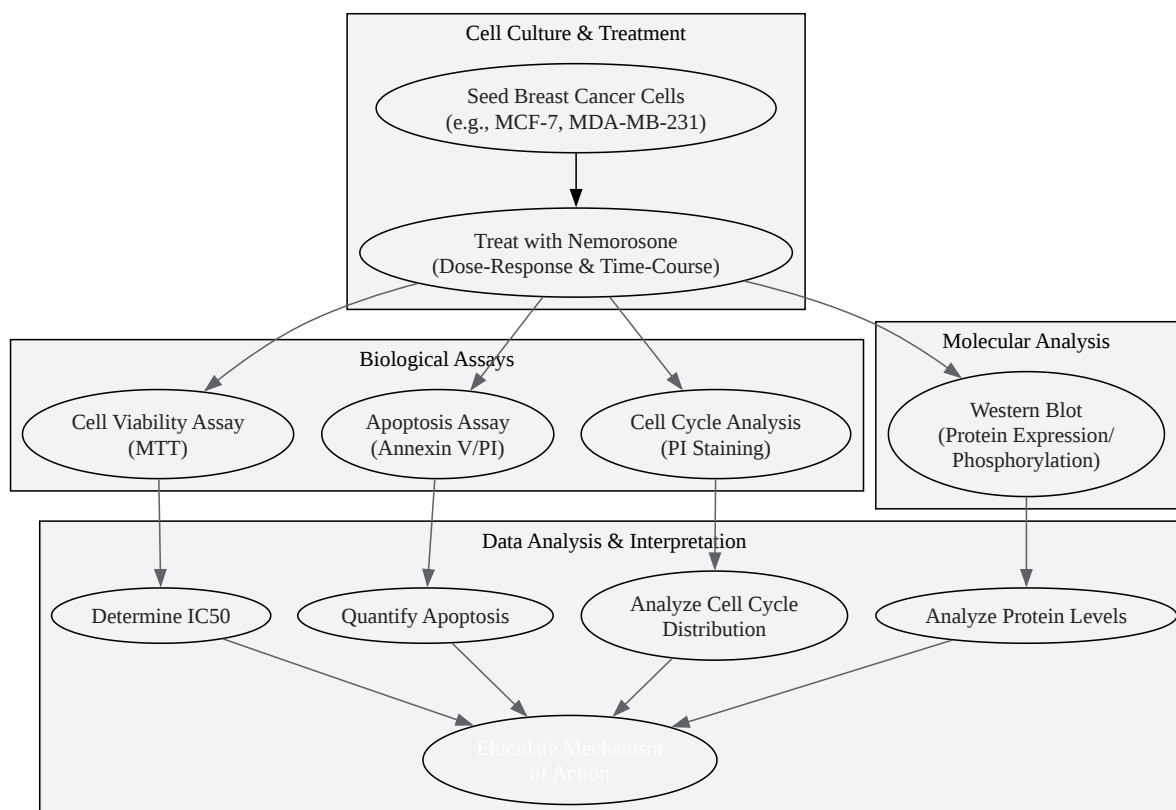 Cell Culture & Treatment
Seed Breast Cancer Cells
(e.g., MCF-7, MDA-MB-231)
Treat with Nemorosone
(Dose-Response & Time-Course)
Biological Assays
Cell Viability Assay
(MTT)
Apoptosis Assay
(Annexin V/PI)
Cell Cycle Analysis
(PI Staining)
Molecular Analysis
Western Blot
(Protein Expression/
Phosphorylation)
Data Analysis & Interpretation
Determine IC50
Quantify Apoptosis
Analyze Cell Cycle
Distribution
Analyze Protein Levels
Elucidate Mechanism
of Action